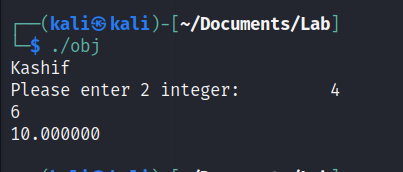 ┌──(kali㉿kali)-[~/Documents/Lab]
└─$ ./obj
Kashif
Please enter 2 integer:         4
6
10.000000